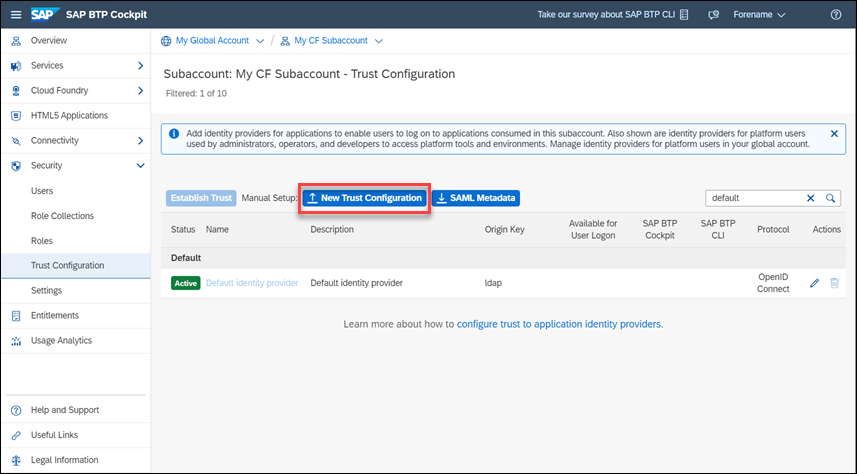 SAP SAP BTP Cockpit
Take our survey about SAP BTP CLI
Forename
Overview
Services
Cloud Foundry
HTML5 Applications
Connectivity
Security
Users
Role Collections
Roles
Trust Configuration
Settings
Entitlements
Usage Analytics
Help and Support
Useful Links
Legal Information
My Global Account / My CF Subaccount
Subaccount: My CF Subaccount - Trust Configuration
Filtered: 1 of 10
Add identity providers for applications to enable users to log on to applications consumed in this subaccount. Also shown are identity providers for platform users
used by administrators, operators, and developers to access platform tools and environments. Manage identity providers for platform users in your global account.
Establish Trust Manual Setup: New Trust Configuration SAML Metadata
default
Status Name Description Origin Key Available for User Logon SAP BTP Cockpit SAP BTP CLI Protocol Actions
Default
Active Default identity provider Default identity provider ldap OpenID Connect
Learn more about how to configure trust to application identity providers.